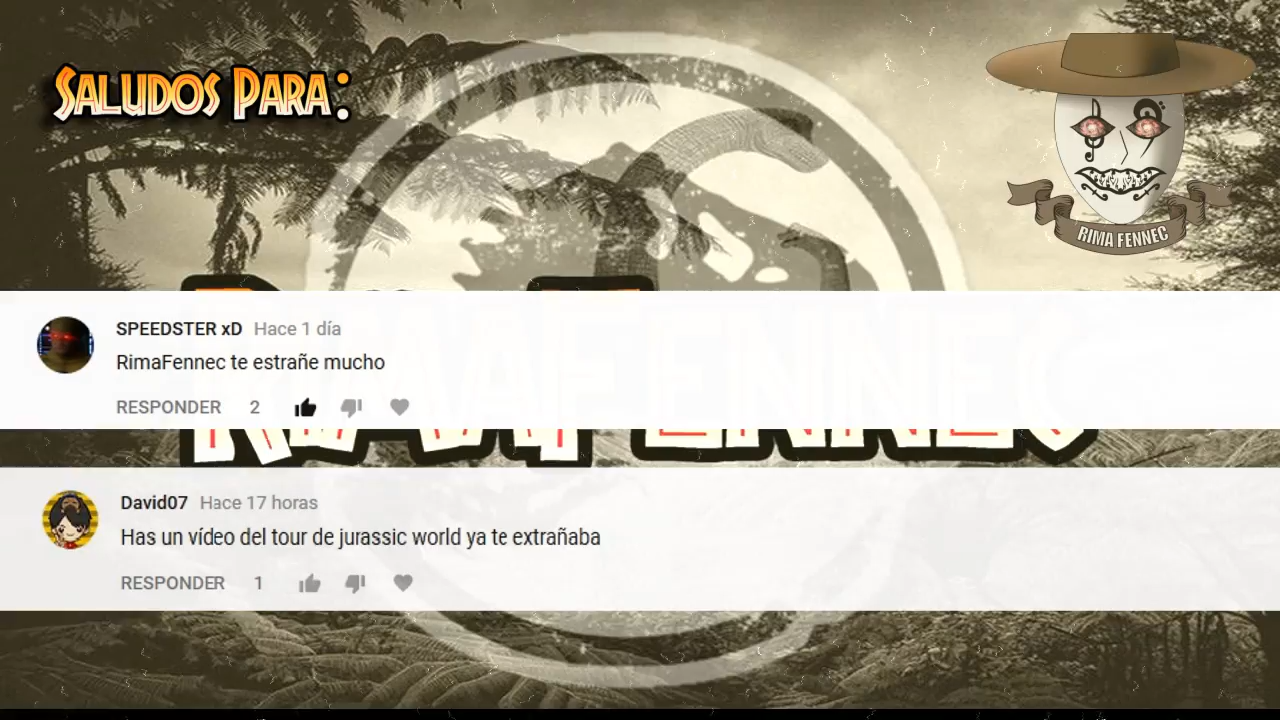 SALUDOS PARA:
RIMA FENNEC
SPEEDSTER xD Hace 1 día
RimaFennec te estrañe mucho
RESPONDER 2
RIMAFENNEC
David07 Hace 17 horas
Has un vídeo del tour de jurassic world ya te extrañaba
RESPONDER 1